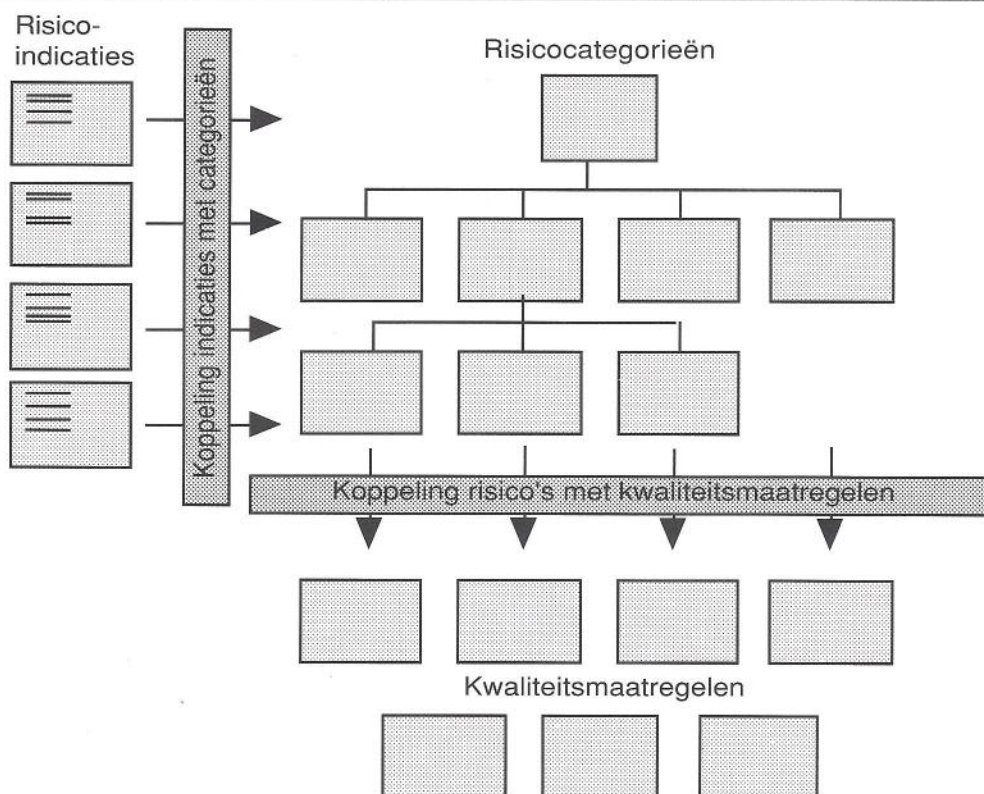 Risico-
indicaties
Koppeling indicaties met categorieën
Risicocategorieën
Koppeling risico's met kwaliteitsmaatregelen
Kwaliteitsmaatregelen